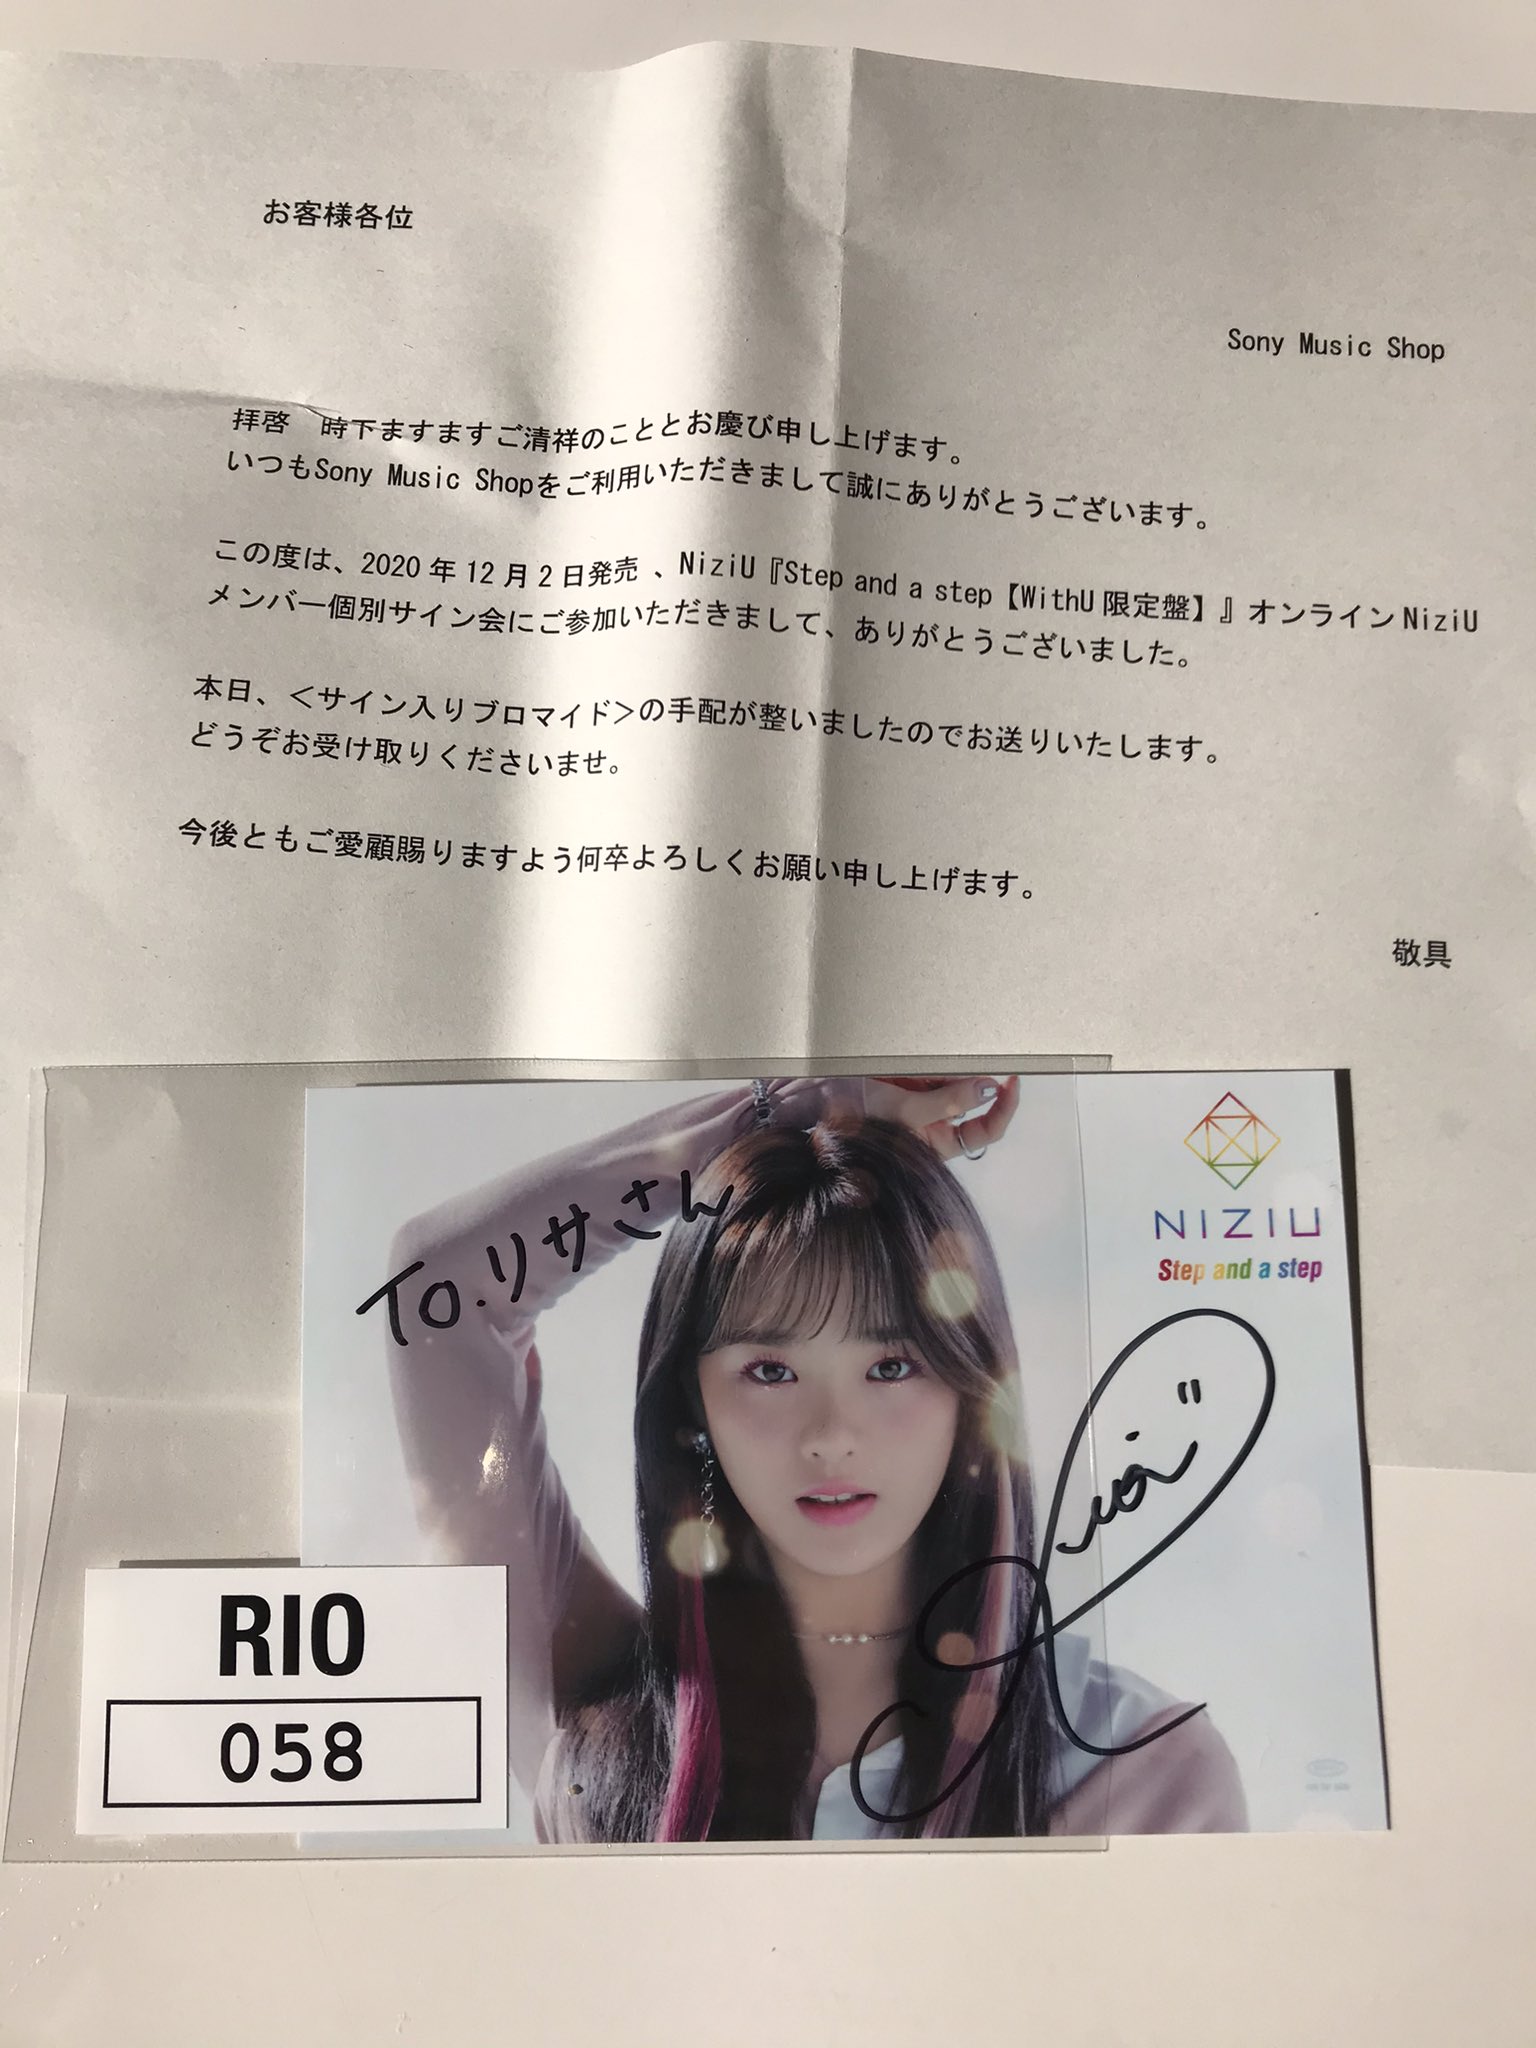 お客様各位
Sony Music Shop
拝啓　時下ますますご清祥のこととお慶び申し上げます。
いつもSony Music Shopをご利用いただきまして誠にありがとうございます。
この度は、2020年12月2日発売、NiziU『Step and a step【WithU限定盤】』オンラインNiziU
メンバー個別サイン会にご参加いただきまして、ありがとうございました。
本日、＜サイン入りブロマイド＞の手配が整いましたのでお送りいたします。
どうぞお受け取りくださいませ。
今後ともご愛顧賜りますよう何卒よろしくお願い申し上げます。
敬具
NIZIU
Step and a step
To.リサさん
RIO
058